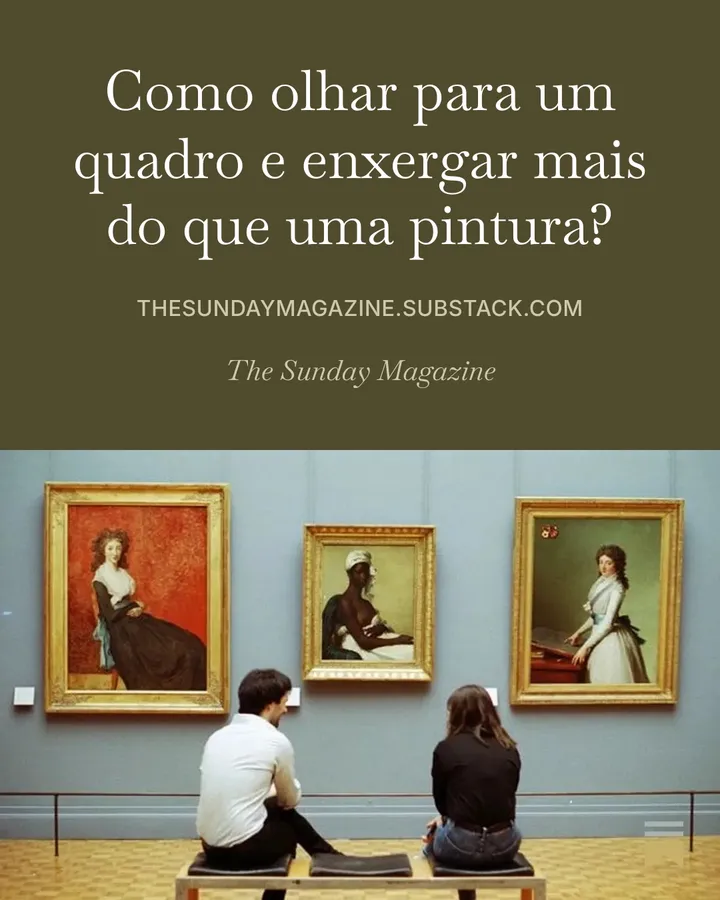 Como olhar para um
quadro e enxergar mais
do que uma pintura?
THESUNDAYMAGAZINE.SUBSTACK.COM
The Sunday Magazine